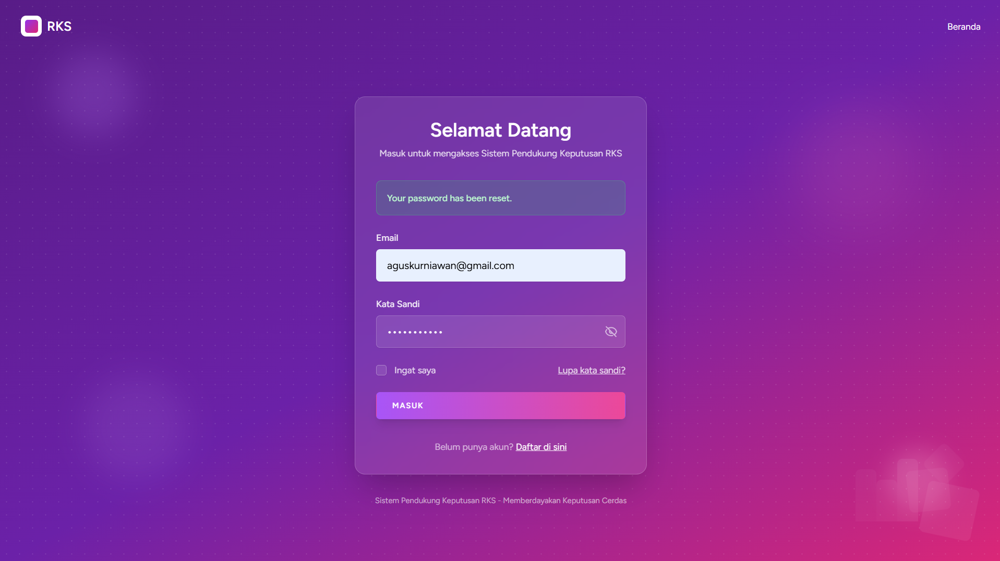 RKS
Beranda
Selamat Datang
Masuk untuk mengakses Sistem Pendukung Keputusan RKS
Your password has been reset.
Email
aguskurniawan@gmail.com
Kata Sandi
•••••••••••
Ingat saya
Lupa kata sandi?
MASUK
Belum punya akun? Daftar di sini
Sistem Pendukung Keputusan RKS - Memberdayakan Keputusan Cerdas